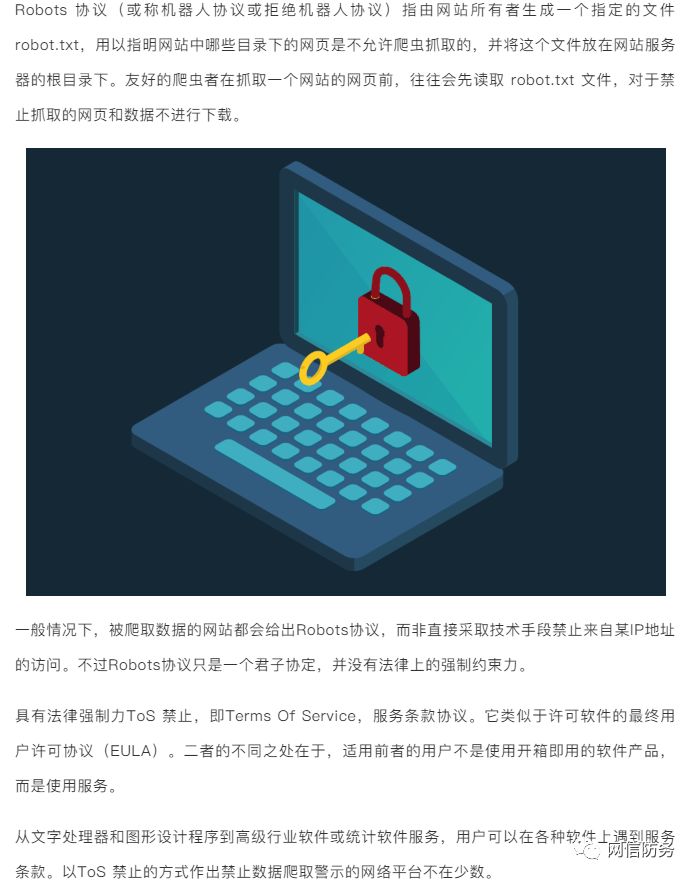 Robots 协议（或称机器人协议或拒绝机器人协议）指由网站所有者生成一个指定的文件
robot.txt，用以指明网站中哪些目录下的网页是不允许爬虫抓取的，并将这个文件放在网站服务
器的根目录下。友好的爬虫者在抓取一个网站的网页前，往往会先读取 robot.txt 文件，对于禁
止抓取的网页和数据不进行下载。
一般情况下，被爬取数据的网站都会给出Robots协议，而非直接采取技术手段禁止来自某IP地址
的访问。不过Robots协议只是一个君子协定，并没有法律上的强制约束力。
具有法律强制力ToS 禁止，即Terms Of Service，服务条款协议。它类似于许可软件的最终用
户许可协议（EULA）。二者的不同之处在于，适用前者的用户不是使用开箱即用的软件产品，
而是使用服务。
从文字处理器和图形设计程序到高级行业软件或统计软件服务，用户可以在各种软件上遇到服务
条款。以ToS 禁止的方式作出禁止数据爬取警示的网络平台不在少数。
网信防务